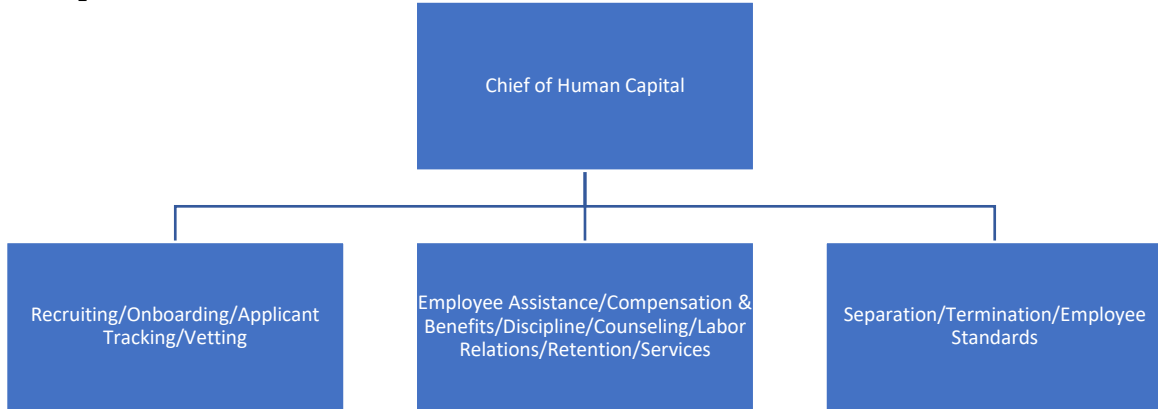 Chief of Human Capital
Recruiting/Onboarding/Applicant
Tracking/Vetting
Employee Assistance/Compensation &
Benefits/Discipline/Counseling/Labor
Relations/Retention/Services
Separation/Termination/Employee
Standards